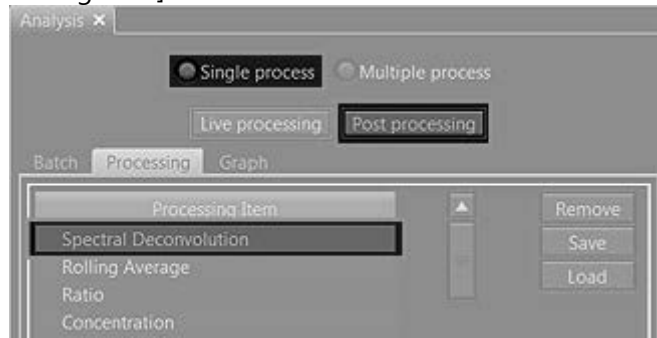 Analysis ×
Single process Multiple process
Live processing Post processing
Batch Processing Graph
Processing Item Remove
Spectral Deconvolution Save
Rolling Average Load
Ratio
Concentration